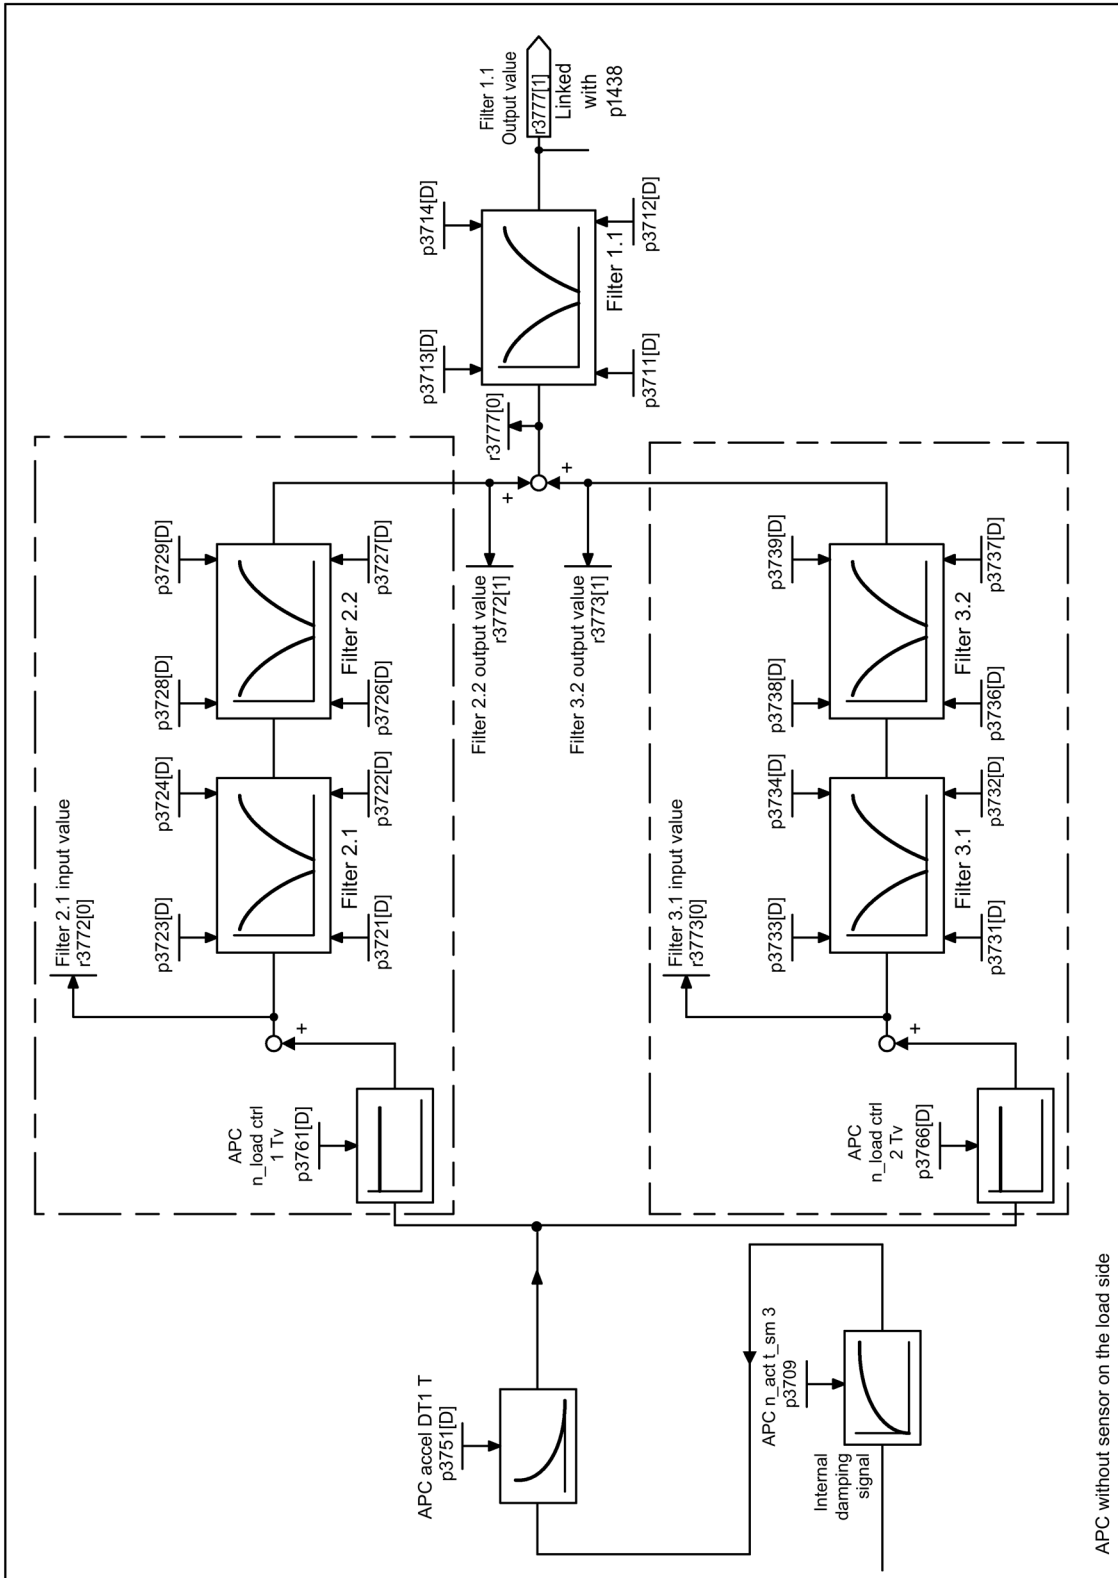 Filter 1.1
Output value
r3777[1]
Linked
with
p1438
p3714[D]
p3712[D]
p3713[D]
p3711[D]
Filter 1.1
r3777[0]
+
+
p3729[D]
p3727[D]
p3728[D]
p3726[D]
Filter 2.2
p3724[D]
p3722[D]
p3723[D]
p3721[D]
Filter 2.1
Filter 2.1 input value
r3772[0]
+
APC
n_load ctrl
1 Tv
p3761[D]
Filter 2.2 output value
r3772[1]
Filter 3.2 output value
r3773[1]
p3739[D]
p3737[D]
p3738[D]
p3736[D]
Filter 3.2
p3734[D]
p3732[D]
p3733[D]
p3731[D]
Filter 3.1
Filter 3.1 input value
r3773[0]
+
APC
n_load ctrl
2 Tv
p3766[D]
APC accel DT1 T
p3751[D]
APC n_act t_sm 3
p3709
Internal
damping
signal
APC without sensor on the load side